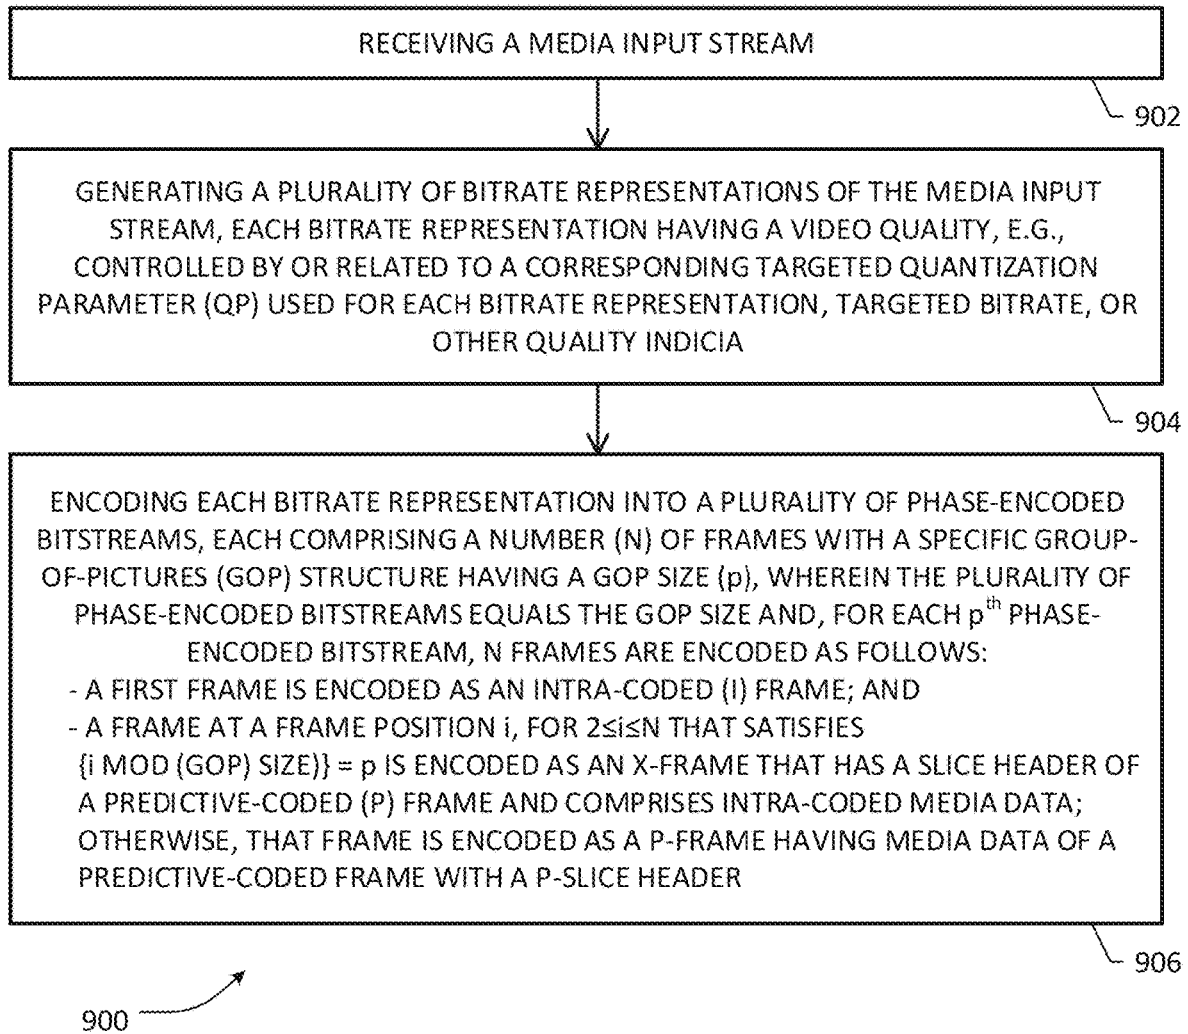 RECEIVING A MEDIA INPUT STREAM
902
GENERATING A PLURALITY OF BITRATE REPRESENTATIONS OF THE MEDIA INPUT
STREAM, EACH BITRATE REPRESENTATION HAVING A VIDEO QUALITY, E.G.,
CONTROLLED BY OR RELATED TO A CORRESPONDING TARGETED QUANTIZATION
PARAMETER (QP) USED FOR EACH BITRATE REPRESENTATION, TARGETED BITRATE, OR
OTHER QUALITY INDICIA
904
ENCODING EACH BITRATE REPRESENTATION INTO A PLURALITY OF PHASE-ENCODED
BITSTREAMS, EACH COMPRISING A NUMBER (N) OF FRAMES WITH A SPECIFIC GROUP-
OF-PICTURES (GOP) STRUCTURE HAVING A GOP SIZE (p), WHEREIN THE PLURALITY OF
PHASE-ENCODED BITSTREAMS EQUALS THE GOP SIZE AND, FOR EACH pth PHASE-
ENCODED BITSTREAM, N FRAMES ARE ENCODED AS FOLLOWS:
- A FIRST FRAME IS ENCODED AS AN INTRA-CODED (I) FRAME; AND
- A FRAME AT A FRAME POSITION i, FOR 2≤i≤N THAT SATISFIES
{i MOD (GOP) SIZE)} = p IS ENCODED AS AN X-FRAME THAT HAS A SLICE HEADER OF
A PREDICTIVE-CODED (P) FRAME AND COMPRISES INTRA-CODED MEDIA DATA;
OTHERWISE, THAT FRAME IS ENCODED AS A P-FRAME HAVING MEDIA DATA OF A
PREDICTIVE-CODED FRAME WITH A P-SLICE HEADER
906
900